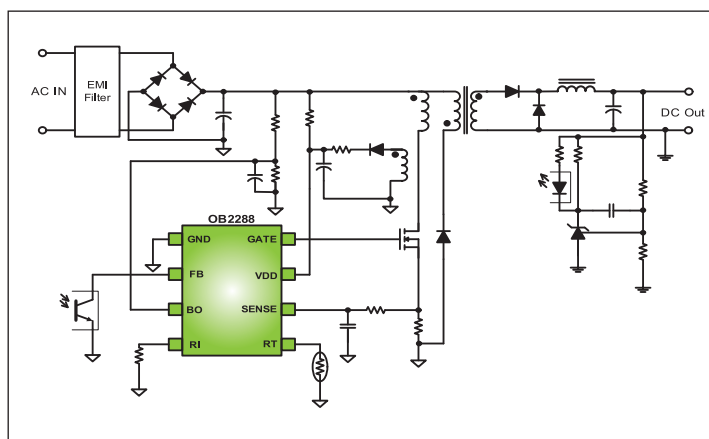 AC IN
EMI
Filter
DC Out
OB2288
GND
GATE
FB
VDD
BO
SENSE
RI
RT